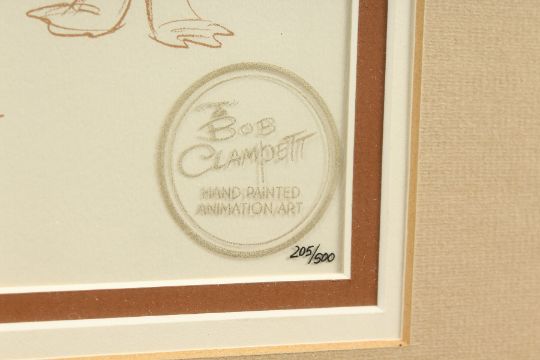 BOB
CLAMPETT
HAND PAINTED
ANIMATION ART
205/500